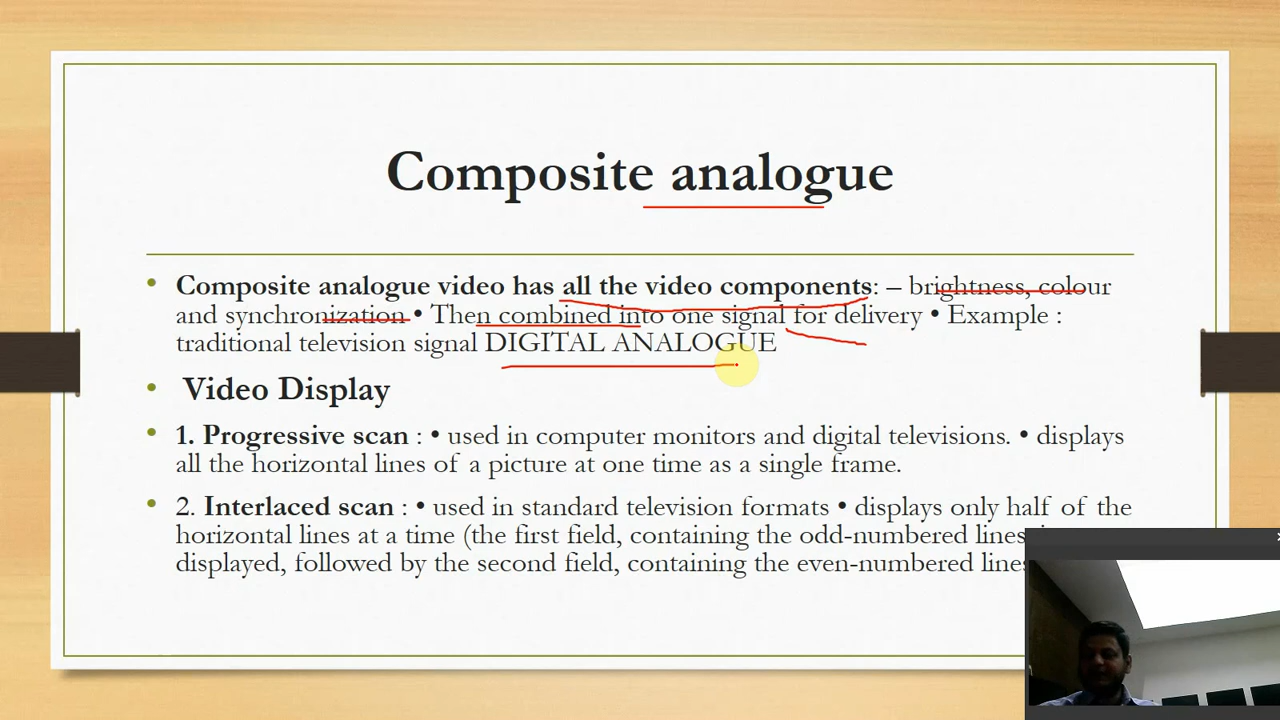 Composite analogue
• Composite analogue video has all the video components: – brightness, colour
and synchronization • Then combined into one signal for delivery • Example :
traditional television signal DIGITAL ANALOGUE
• Video Display
• 1. Progressive scan : • used in computer monitors and digital televisions. • displays
all the horizontal lines of a picture at one time as a single frame.
• 2. Interlaced scan : • used in standard television formats • displays only half of the
horizontal lines at a time (the first field, containing the odd-numbered lines
displayed, followed by the second field, containing the even-numbered lines